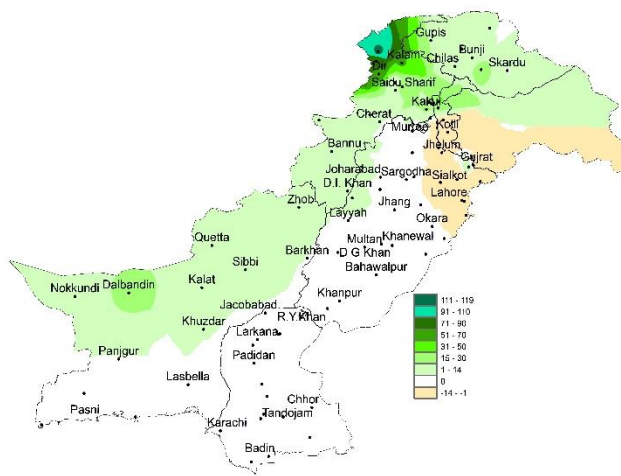 Gupis
Kalam
Bunji
Chilas
Skardu
Dir
Saidu Sharif
Cherat
Kotli
Bannu
Jhelum
Gujrat
Joharabad
Sargodha
Sialkot
D.I. Khan
Zhob
Jhang
Lahore
Layyah
Okara
Quetta
Barkhan
Multan
Khanewal
D G Khan
Sibbi
Bahawalpur
Nokkundi
Dalbandin
Kalat
Khanpur
Jacobabad
R.Y.Khan
Khuzdar
Larkana
Panjgur
Padidan
Lasbella
Pasni
Chhor
Tandojam
Karachi
Badin
111 - 119
91 - 110
71 - 90
51 - 70
31 - 50
15 - 30
1 - 14
0
-14 - -1